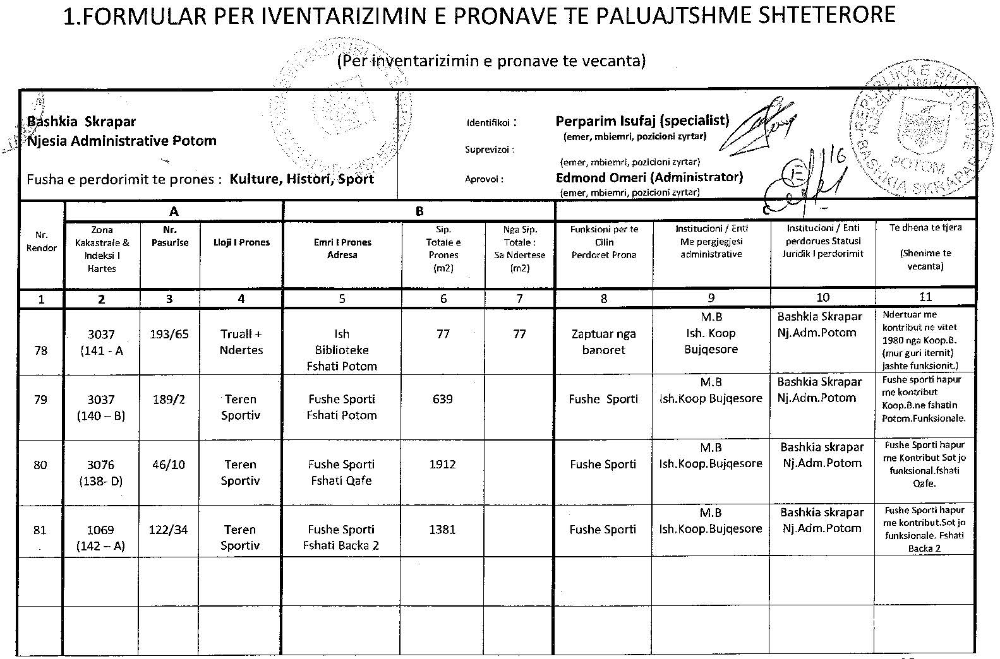 1.FORMULAR PER IVENTARIZIMIN E PRONAVE TE PALUAJTSHME SHTETERORE
(Per inventarizimin e pronave te vecanta)
Bashkia Skrapar
Njesia Administrative Potom
Fusha e perdorimit te prones : Kulture, Histori, Sport
Identifikoi : Perparim Isufaj (specialist)
(emer, mbiemri, pozicioni zyrtar)
Suprevizoi :
(emer, mbiemri, pozicioni zyrtar)
Aprovoi : Edmond Omeri (Administrator)
(emer, mbiemri, pozicioni zyrtar)
POTOM
BASHKIA SKRAPAR
A
B
Nr.
Rendor
Zona
Kakastrale &
Indeksi I
Hartes
Nr.
Pasurise
Lloji I Prones
Emri I Prones
Adresa
Sip.
Totale e
Prones
(m2)
Nga Sip.
Totale :
Sa Ndertese
(m2)
Funksioni per te
Cilin
Perdoret Prona
Institucioni / Enti
Me pergjegjesi
administrative
Institucioni / Enti
perdorues Statusi
Juridik I perdorimit
Te dhena te tjera
(Shenime te
vecanta)
1 2 3 4 5 6 7 8 9 10 11
78
3037
(141 - A
193/65
Truall +
Ndertes
Ish
Biblioteke
Fshati Potom
77
77
Zaptuar nga
banoret
M.B
Ish. Koop
Bujqesore
Bashkia Skrapar
Nj.Adm.Potom
Ndertuar me
kontribut ne vitet
1980 nga Koop.B.
(mur guri iternit)
jashte funksionit.)
79
3037
(140 – B)
189/2
Teren
Sportiv
Fushe Sporti
Fshati Potom
639
Fushe Sporti
M.B
Ish.Koop Bujqesore
Bashkia Skrapar
Nj.Adm.Potom
Fushe sporti hapur
me kontribut
Koop.B.ne fshatin
Potom.Funksionale.
80
3076
(138- D)
46/10
Teren
Sportiv
Fushe Sporti
Fshati Qafe
1912
Fushe Sporti
M.B
Ish.Koop.Bujqesore
Bashkia skrapar
Nj.Adm.Potom
Fushe Sporti hapur
me Kontribut Sot jo
funksional.fshati
Qafe.
81
1069
(142 – A)
122/34
Teren
Sportiv
Fushe Sporti
Fshati Backa 2
1381
Fushe Sporti
M.B
Ish.Koop.Bujqesore
Bashkia skrapar
Nj.Adm.Potom
Fushe Sporti hapur
me kontribut.Sot jo
funksionale. Fshati
Backa 2